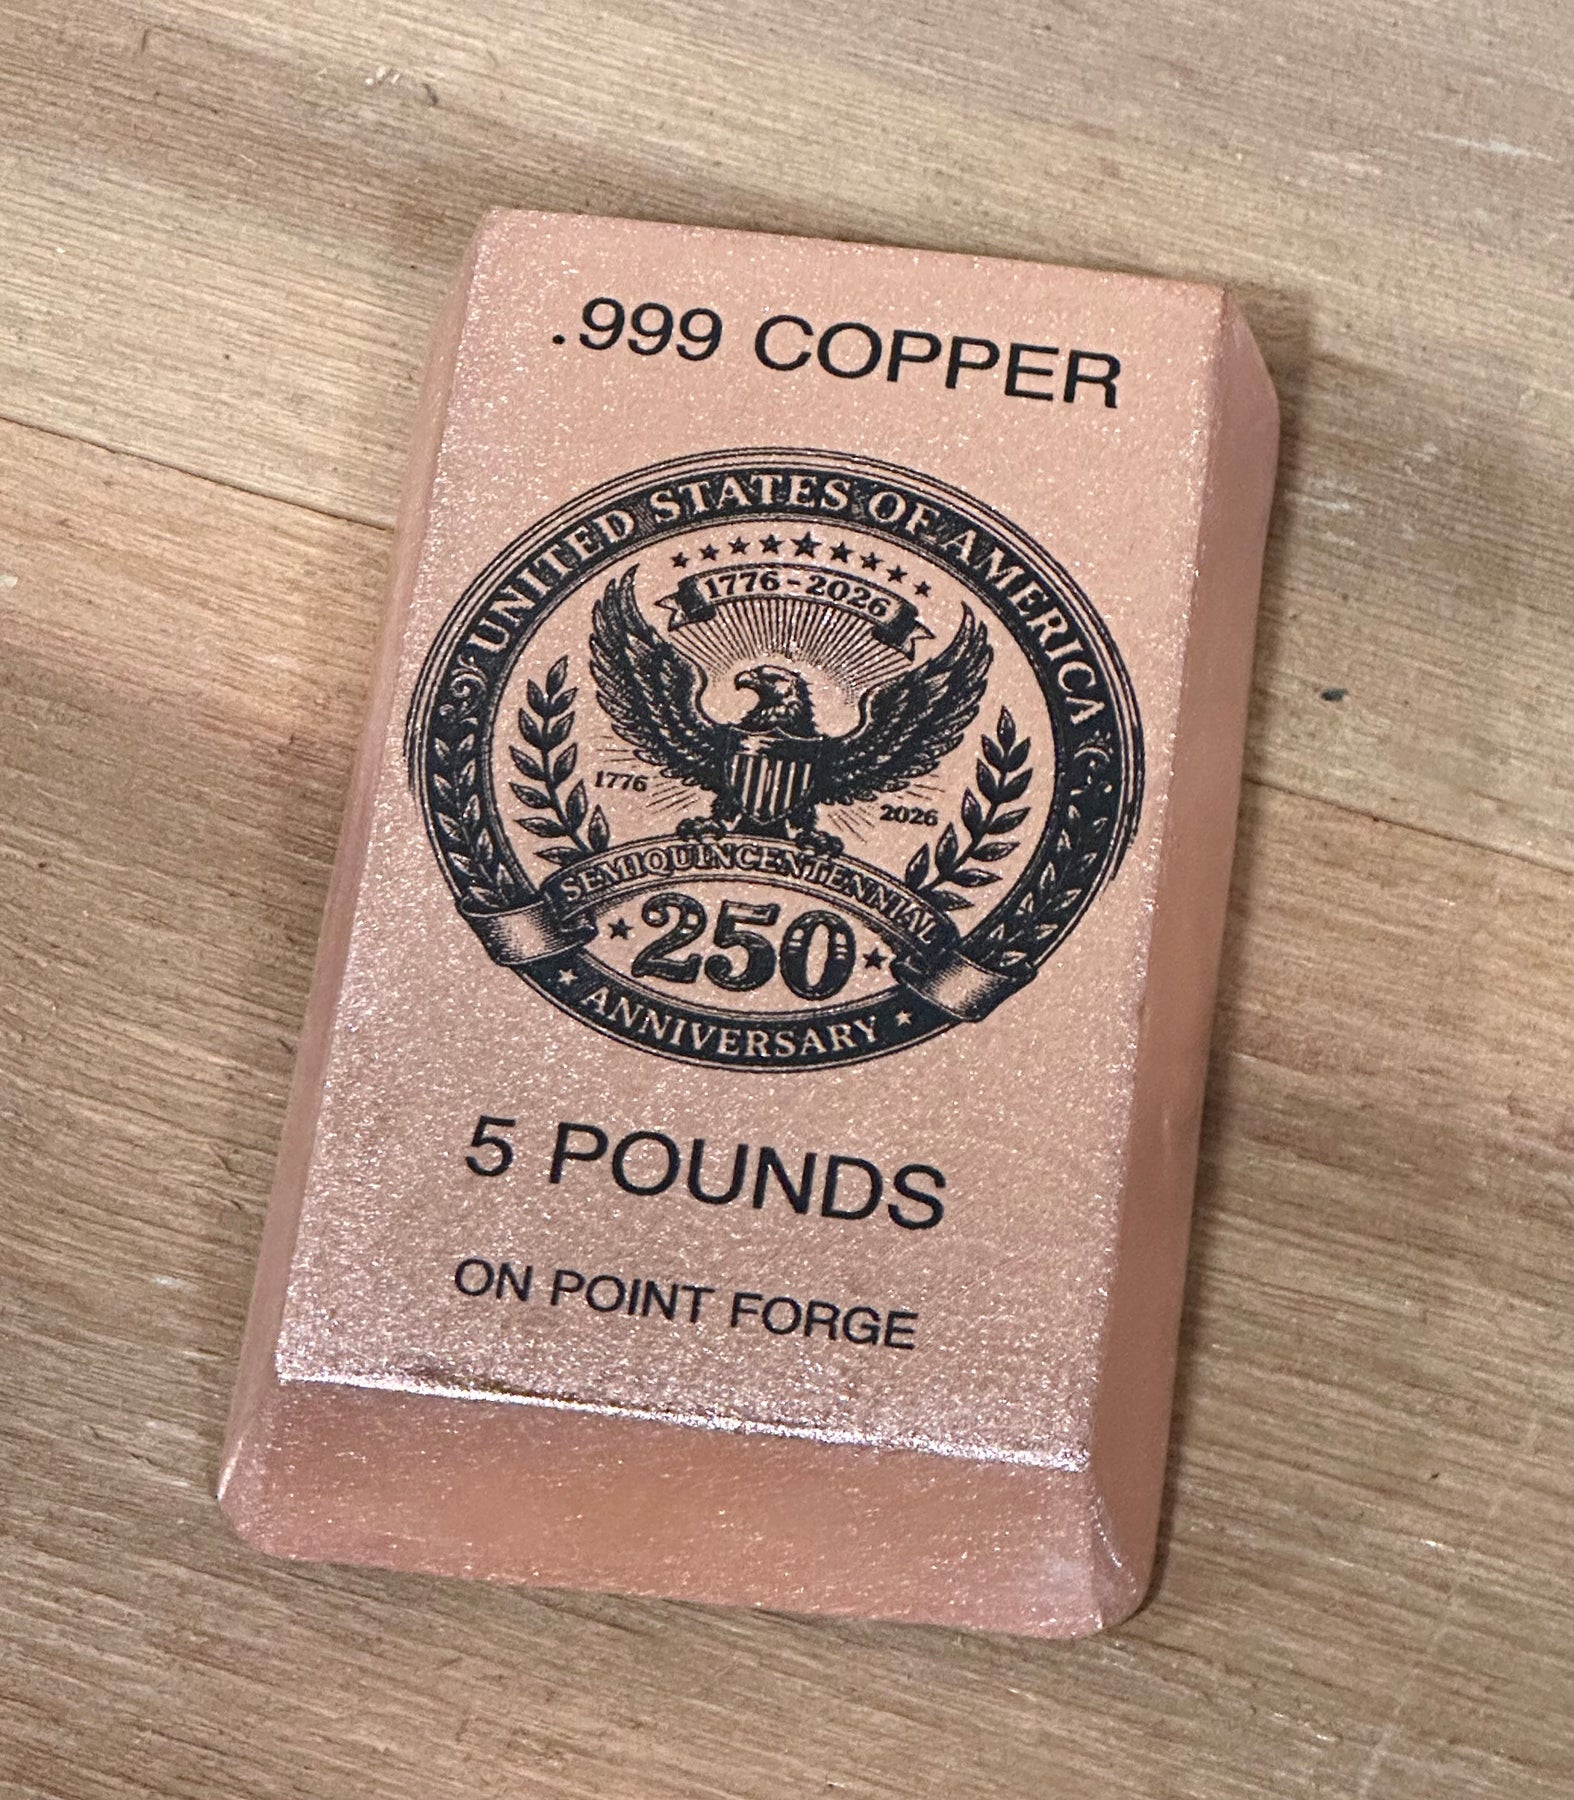 .999 COPPER
UNITED STATES OF AMERICA
1776-2026
1776
2026
SEMIQUINCENTENNIAL
250
ANNIVERSARY
5 POUNDS
ON POINT FORGE